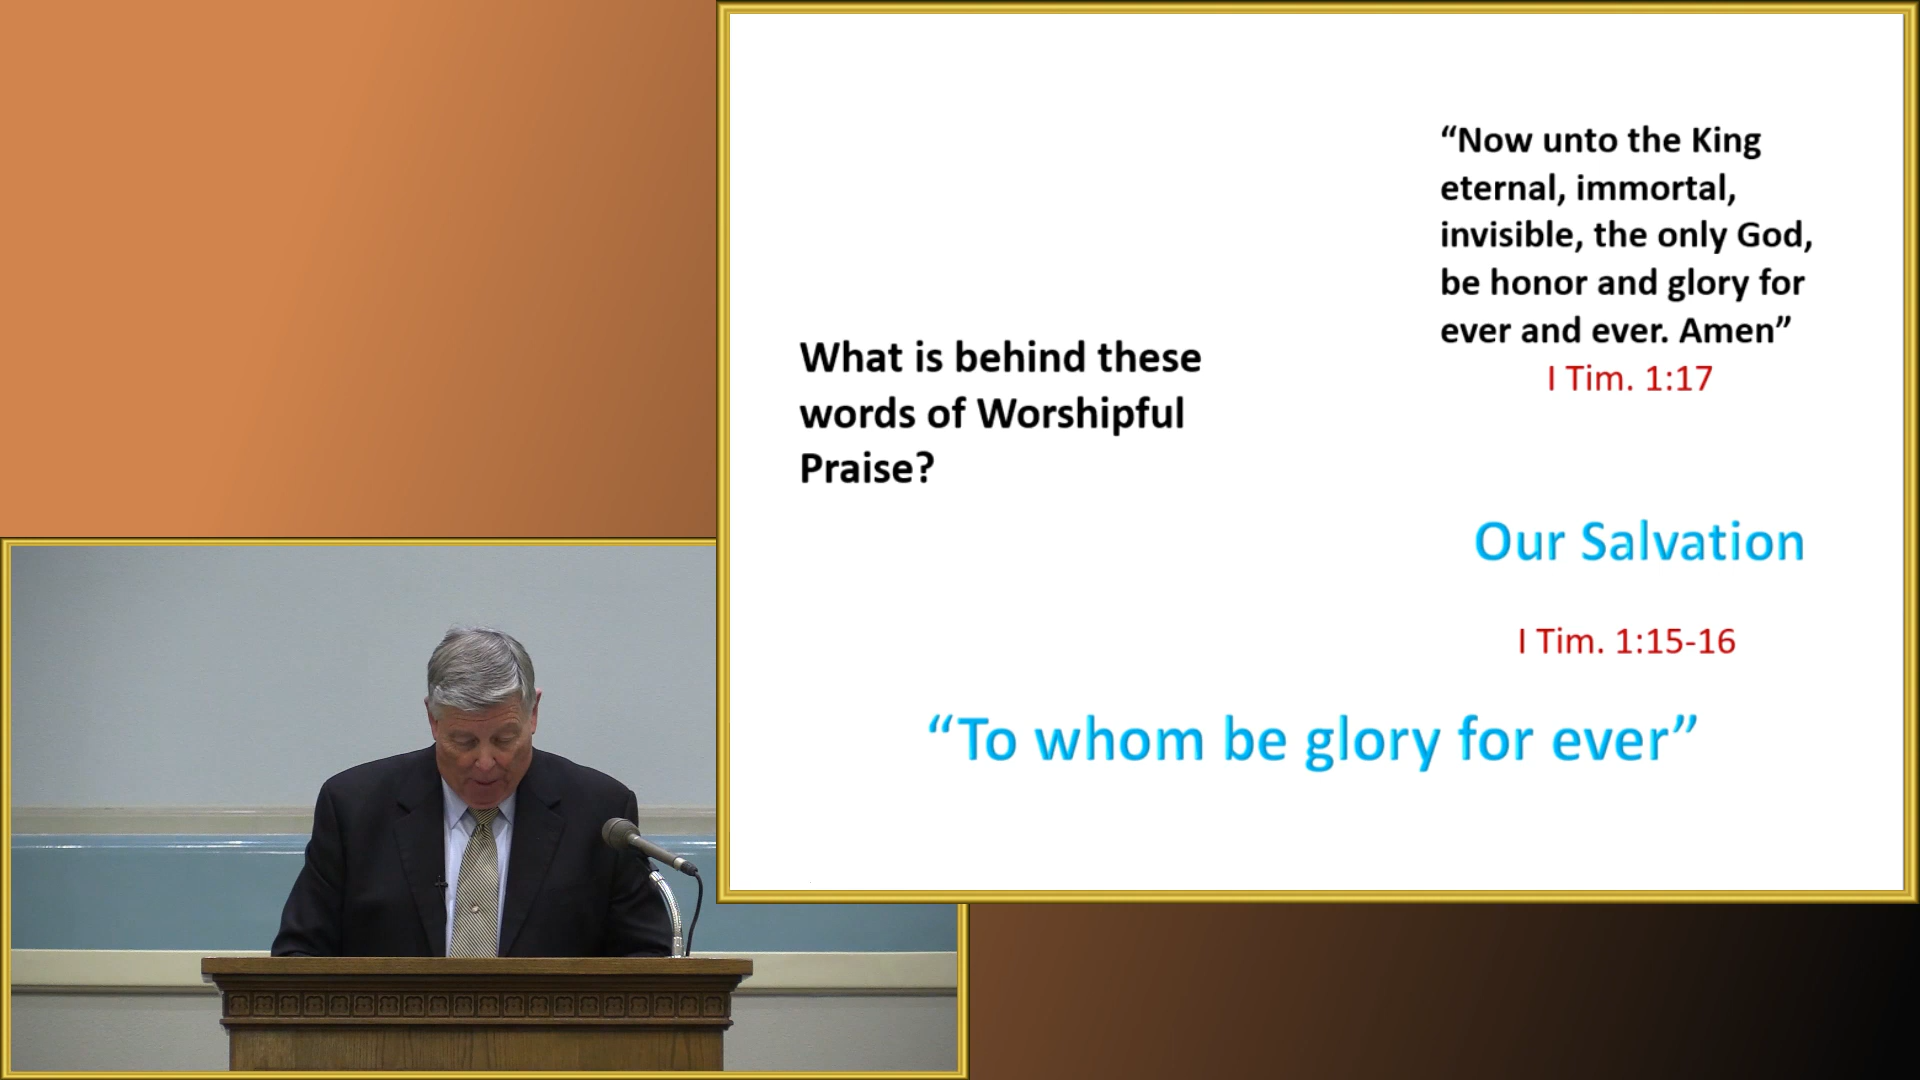 “Now unto the King
eternal, immortal,
invisible, the only God,
be honor and glory for
ever and ever. Amen”
I Tim. 1:17
What is behind these
words of Worshipful
Praise?
Our Salvation
I Tim. 1:15-16
“To whom be glory for ever”